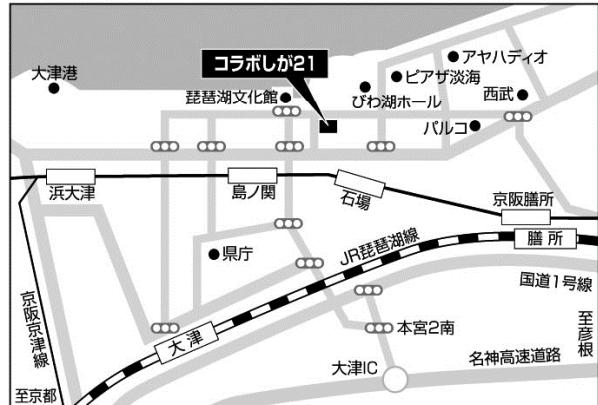 コラボしが21
アヤハディオ
大津港
ピアザ淡海
琵琶湖文化館
びわ湖ホール
西武
パルコ
浜大津
島ノ関
石場
京阪膳所
膳所
県庁
JR琵琶湖線
国道1号線
京阪京津線
大津
本宮2南
至彦根
大津IC
名神高速道路
至京都